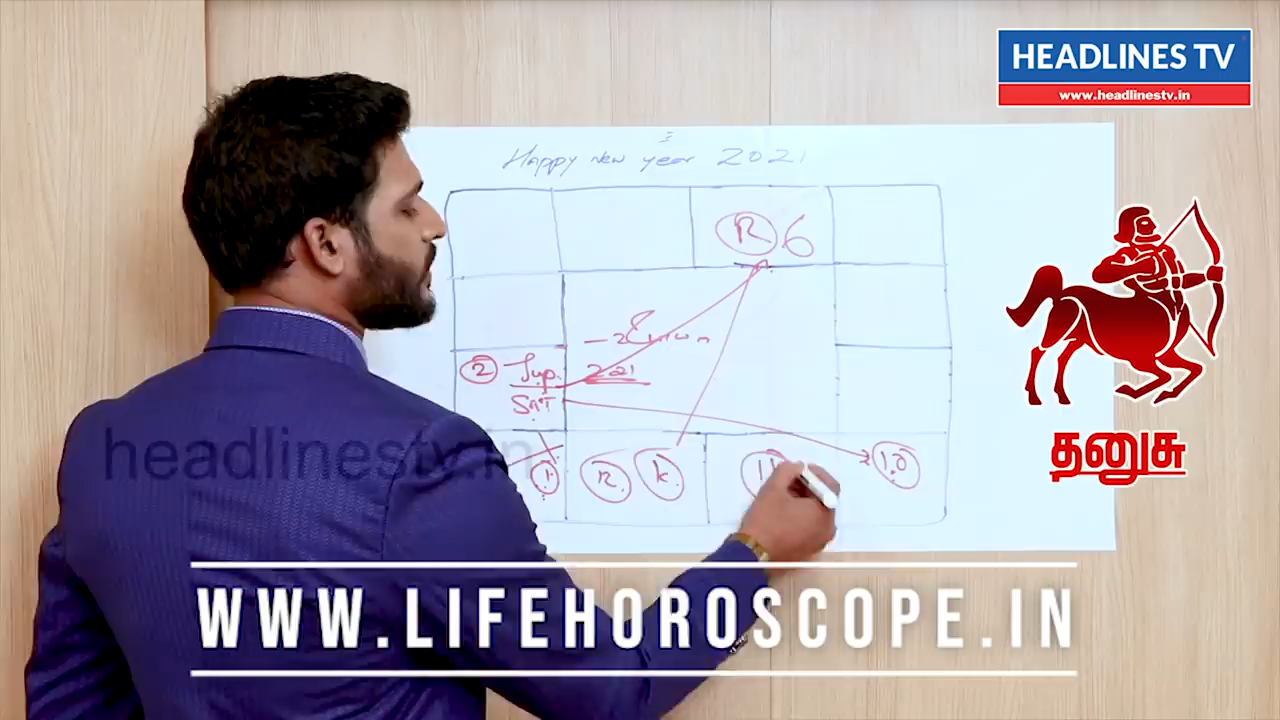 HEADLINES TV
www.headlinestv.in
Happy new year 2021
R 6
2 Jup. 2021
SAT
headlinestv.in
1 R K 11 10
தனுசு
WWW.LIFEHOROSCOPE.IN